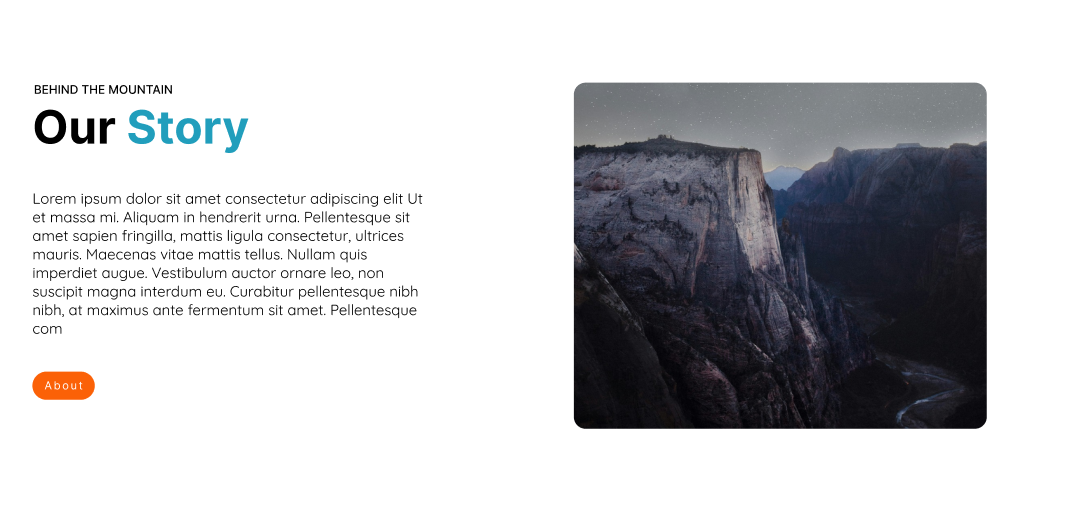 BEHIND THE MOUNTAIN
Our Story
Lorem ipsum dolor sit amet consectetur adipiscing elit Ut
et massa mi. Aliquam in hendrerit urna. Pellentesque sit
amet sapien fringilla, mattis ligula consectetur, ultrices
mauris. Maecenas vitae mattis tellus. Nullam quis
imperdiet augue. Vestibulum auctor ornare leo, non
suscipit magna interdum eu. Curabitur pellentesque nibh
nibh, at maximus ante fermentum sit amet. Pellentesque
com
About